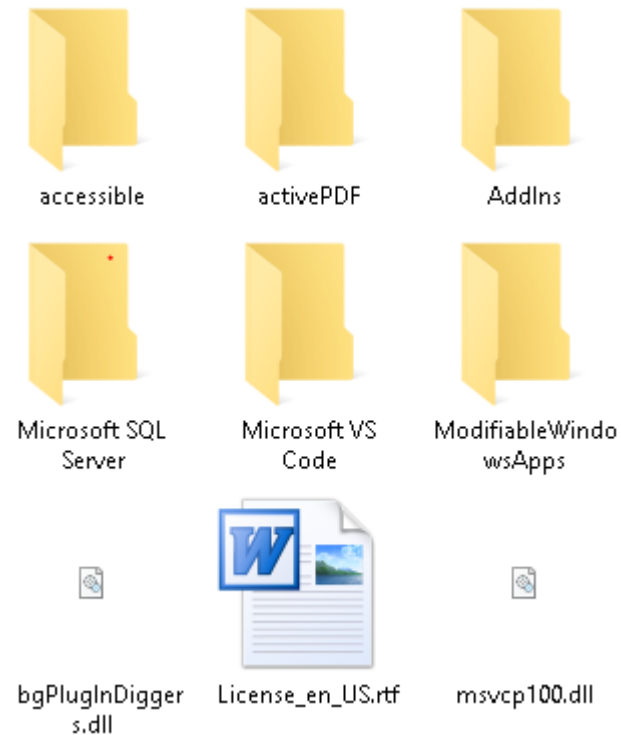 accessible
activePDF
AddIns
Microsoft SQL
Server
Microsoft VS
Code
ModifiableWindo
wsApps
bgPlugInDigger
s.dll
W
License_en_US.rtf
msvcp100.dll